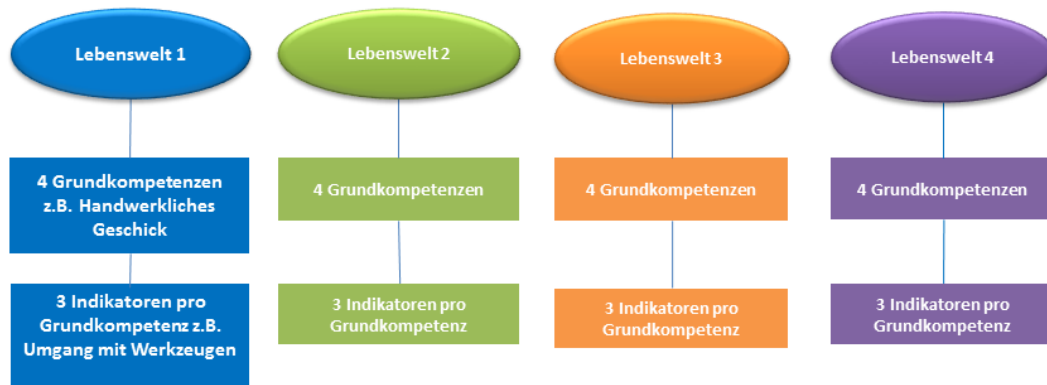 Lebenswelt 1
Lebenswelt 2
Lebenswelt 3
Lebenswelt 4
4 Grundkompetenzen
z.B. Handwerkliches
Geschick
4 Grundkompetenzen
4 Grundkompetenzen
4 Grundkompetenzen
3 Indikatoren pro
Grundkompetenz z.B.
Umgang mit Werkzeugen
3 Indikatoren pro
Grundkompetenz
3 Indikatoren pro
Grundkompetenz
3 Indikatoren pro
Grundkompetenz